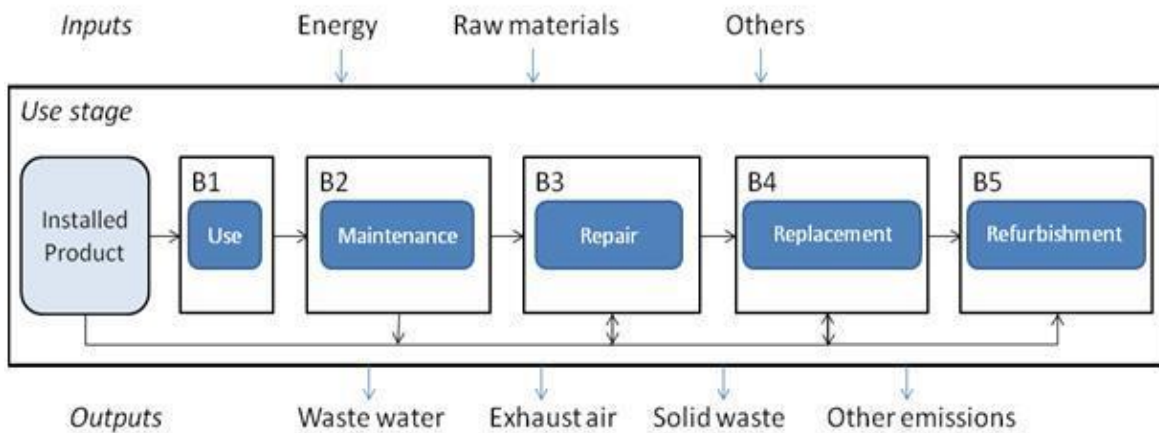 Inputs Energy Raw materials Others
Use stage
Installed
Product
B1
Use
B2
Maintenance
B3
Repair
B4
Replacement
B5
Refurbishment
Outputs Waste water Exhaust air Solid waste Other emissions